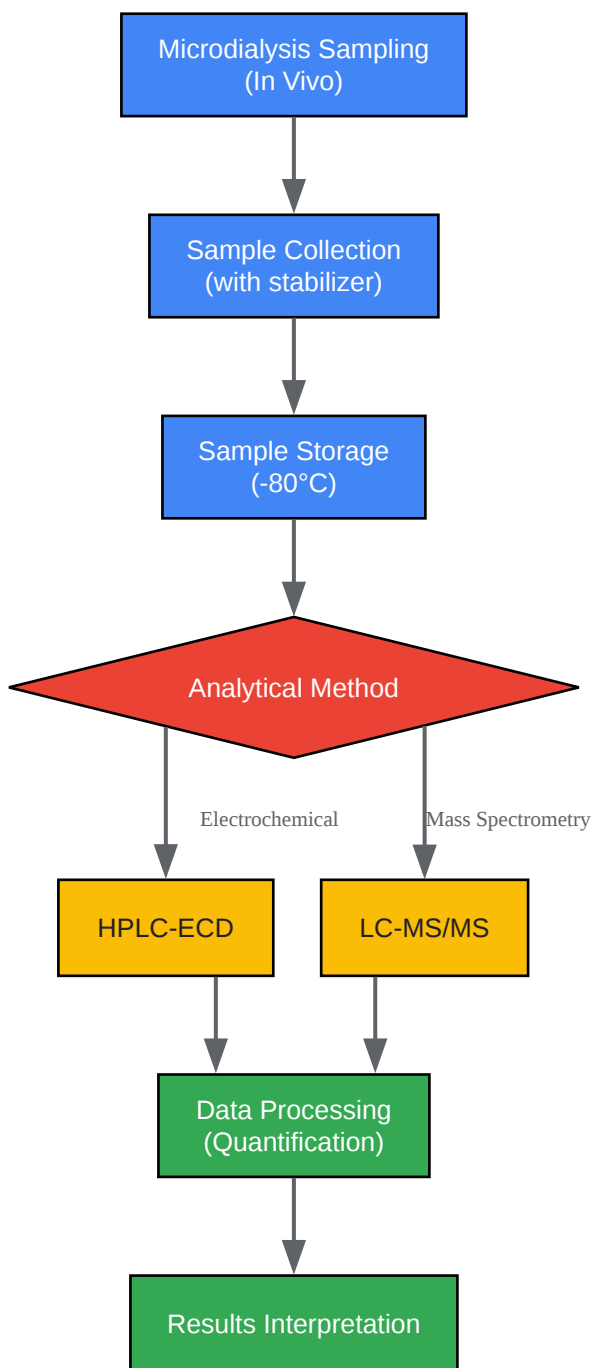 Microdialysis Sampling
(In Vivo)
Sample Collection
(with stabilizer)
Sample Storage
(-80°C)
Analytical Method
Electrochemical
Mass Spectrometry
HPLC-ECD
LC-MS/MS
Data Processing
(Quantification)
Results Interpretation